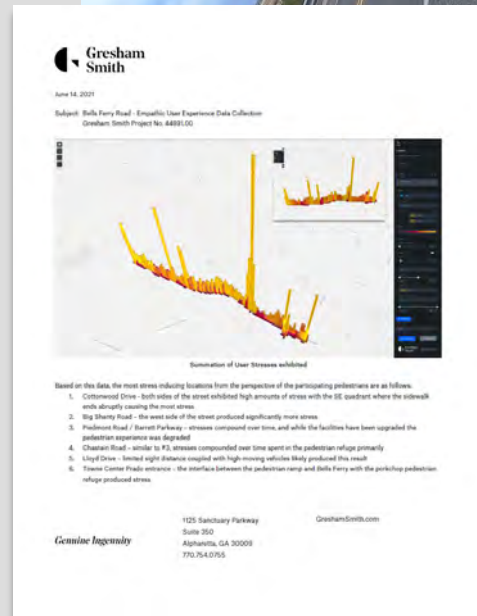 Gresham
Smith
June 14, 2021
Subject: Bells Ferry Road - Empathic User Experience Data Collection
Gresham Smith Project No. 44691.00
Summation of User Stresses exhibited
Based on this data, the most stress inducing locations from the perspective of the participating pedestrians are as follows:
1. Cottonwood Drive - both sides of the street exhibited high amounts of stress with the SE quadrant where the sidewalk
ends abruptly causing the most stress
2. Big Shanty Road - the west side of the street produced significantly more stress
3. Piedmont Road / Barrett Parkway - stresses compounded over time, and while the facilities have been upgraded the
pedestrian experience was degraded
4. Chastain Road - similar to #3, stresses compounded over time spent in the pedestrian refuge primarily
5. Lloyd Drive - limited sight distance coupled with high-moving vehicles likely produced this result
6. Towne Center Prado entrance - the interface between the pedestrian ramp and Bells Ferry with the porkchop pedestrian
refuge produced stress
Genuine Ingenuity
1125 Sanctuary Parkway
Suite 350
Alpharetta, GA 30009
770.754.0755
GreshamSmith.com